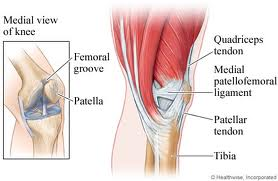 Medial view
of knee
Femoral
groove
Patella
Quadriceps
tendon
Medial
patellofemoral
ligament
Patellar
tendon
Tibia
© Healthwise, Incorporated